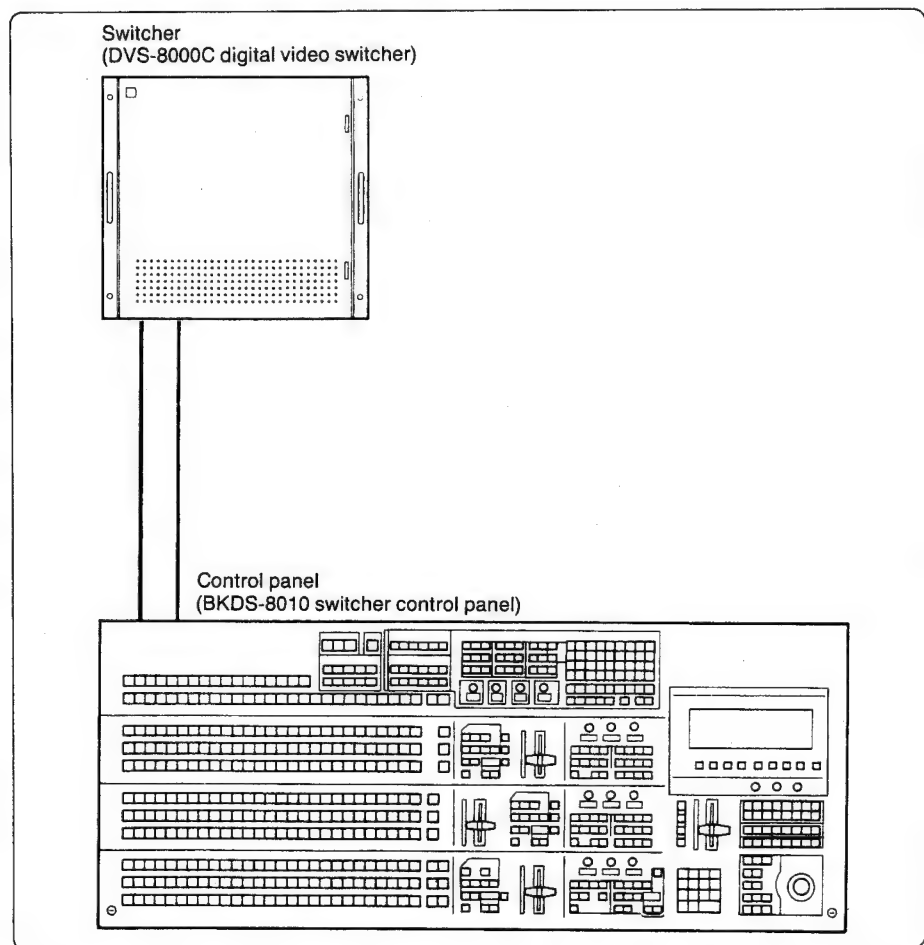 Switcher
(DVS-8000C digital video switcher)
Control panel
(BKDS-8010 switcher control panel)